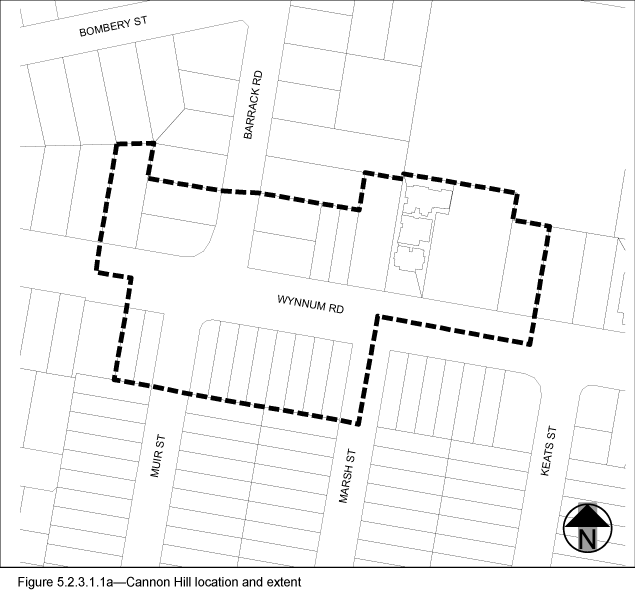 BOMBERY ST
BARRACK RD
WYNNUM RD
MUIR ST
MARSH ST
KEATS ST
N
Figure 5.2.3.1.1a—Cannon Hill location and extent